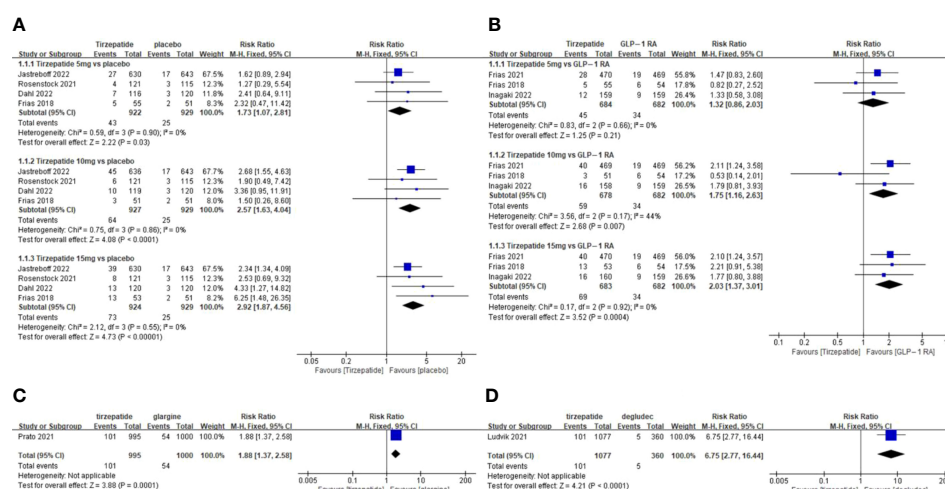 A
Tirzepatide placebo Risk Ratio Risk Ratio
Study or Subgroup Events Total Events Total Weight M-H, Fixed, 95% CI M-H, Fixed, 95% CI
1.1.1 Tirzepatide 5mg vs placebo
Jastreboff 2022 27 630 17 643 67.5% 1.62 [0.89, 2.94]
Rosenstock 2021 4 121 3 115 12.3% 1.27 [0.29, 5.54]
Dahl 2022 7 116 3 120 11.8% 2.41 [0.64, 9.11]
Frias 2018 5 55 2 51 8.3% 2.32 [0.47, 11.42]
Subtotal (95% CI) 922 929 100.0% 1.73 [1.07, 2.81]
Total events 43 25
Heterogeneity: Chi² = 0.59, df = 3 (P = 0.90); I² = 0%
Test for overall effect: Z = 2.22 (P = 0.03)
1.1.2 Tirzepatide 10mg vs placebo
Jastreboff 2022 45 636 17 643 67.5% 2.68 [1.55, 4.63]
Rosenstock 2021 6 121 3 115 12.3% 1.90 [0.49, 7.42]
Dahl 2022 10 119 3 120 11.9% 3.36 [0.95, 11.91]
Frias 2018 3 51 2 51 8.0% 1.50 [0.26, 8.60]
Subtotal (95% CI) 927 929 100.0% 2.57 [1.63, 4.04]
Total events 64 25
Heterogeneity: Chi² = 0.75, df = 3 (P = 0.86); I² = 0%
Test for overall effect: Z = 4.08 (P < 0.0001)
1.1.3 Tirzepatide 15mg vs placebo
Jastreboff 2022 39 630 17 643 67.5% 2.34 [1.34, 4.09]
Rosenstock 2021 8 121 3 115 12.3% 2.53 [0.69, 9.32]
Dahl 2022 13 120 3 120 12.0% 4.33 [1.27, 14.82]
Frias 2018 13 53 2 51 8.2% 6.25 [1.48, 26.35]
Subtotal (95% CI) 924 929 100.0% 2.92 [1.87, 4.56]
Total events 73 25
Heterogeneity: Chi² = 2.12, df = 3 (P = 0.55); I² = 0%
Test for overall effect: Z = 4.73 (P < 0.00001)
0.05 0.2 1 5 20
Favours [Tirzepatide] Favours [placebo]
B
Tirzepatide GLP-1 RA Risk Ratio Risk Ratio
Study or Subgroup Events Total Events Total Weight M-H, Fixed, 95% CI M-H, Fixed, 95% CI
1.1.1 Tirzepatide 5mg vs GLP-1 RA
Frias 2021 28 470 19 469 55.8% 1.47 [0.83, 2.60]
Frias 2018 5 55 6 54 17.8% 0.82 [0.27, 2.52]
Inagaki 2022 12 159 9 159 26.4% 1.33 [0.58, 3.08]
Subtotal (95% CI) 684 682 100.0% 1.32 [0.86, 2.03]
Total events 45 34
Heterogeneity: Chi² = 0.83, df = 2 (P = 0.66); I² = 0%
Test for overall effect: Z = 1.25 (P = 0.21)
1.1.2 Tirzepatide 10mg vs GLP-1 RA
Frias 2021 40 469 19 469 56.2% 2.11 [1.24, 3.58]
Frias 2018 3 51 6 54 17.2% 0.53 [0.14, 2.01]
Inagaki 2022 16 158 9 159 26.5% 1.79 [0.81, 3.93]
Subtotal (95% CI) 678 682 100.0% 1.75 [1.16, 2.63]
Total events 59 34
Heterogeneity: Chi² = 3.56, df = 2 (P = 0.17); I² = 44%
Test for overall effect: Z = 2.68 (P = 0.007)
1.1.3 Tirzepatide 15mg vs GLP-1 RA
Frias 2021 40 470 19 469 56.1% 2.10 [1.24, 3.57]
Frias 2018 13 53 6 54 17.5% 2.21 [0.91, 5.38]
Inagaki 2022 16 160 9 159 26.6% 1.77 [0.80, 3.88]
Subtotal (95% CI) 683 682 100.0% 2.03 [1.37, 3.01]
Total events 69 34
Heterogeneity: Chi² = 0.17, df = 2 (P = 0.92); I² = 0%
Test for overall effect: Z = 3.52 (P = 0.0004)
0.1 0.2 0.5 1 2 5 10
Favours [Tirzepatide] Favours [GLP-1 RA]
C
tirzepatide glargine Risk Ratio Risk Ratio
Study or Subgroup Events Total Events Total Weight M-H, Fixed, 95% CI M-H, Fixed, 95% CI
Prato 2021 101 995 54 1000 100.0% 1.88 [1.37, 2.58]
Total (95% CI) 995 1000 100.0% 1.88 [1.37, 2.58]
Total events 101 54
Heterogeneity: Not applicable
Test for overall effect: Z = 3.88 (P = 0.0001)
0.005 0.1 1 10 200
D
tirzepatide degludec Risk Ratio Risk Ratio
Study or Subgroup Events Total Events Total Weight M-H, Fixed, 95% CI M-H, Fixed, 95% CI
Ludvik 2021 101 1077 5 360 100.0% 6.75 [2.77, 16.44]
Total (95% CI) 1077 360 100.0% 6.75 [2.77, 16.44]
Total events 101 5
Heterogeneity: Not applicable
Test for overall effect: Z = 4.21 (P < 0.0001)
0.005 0.1 1 10 200